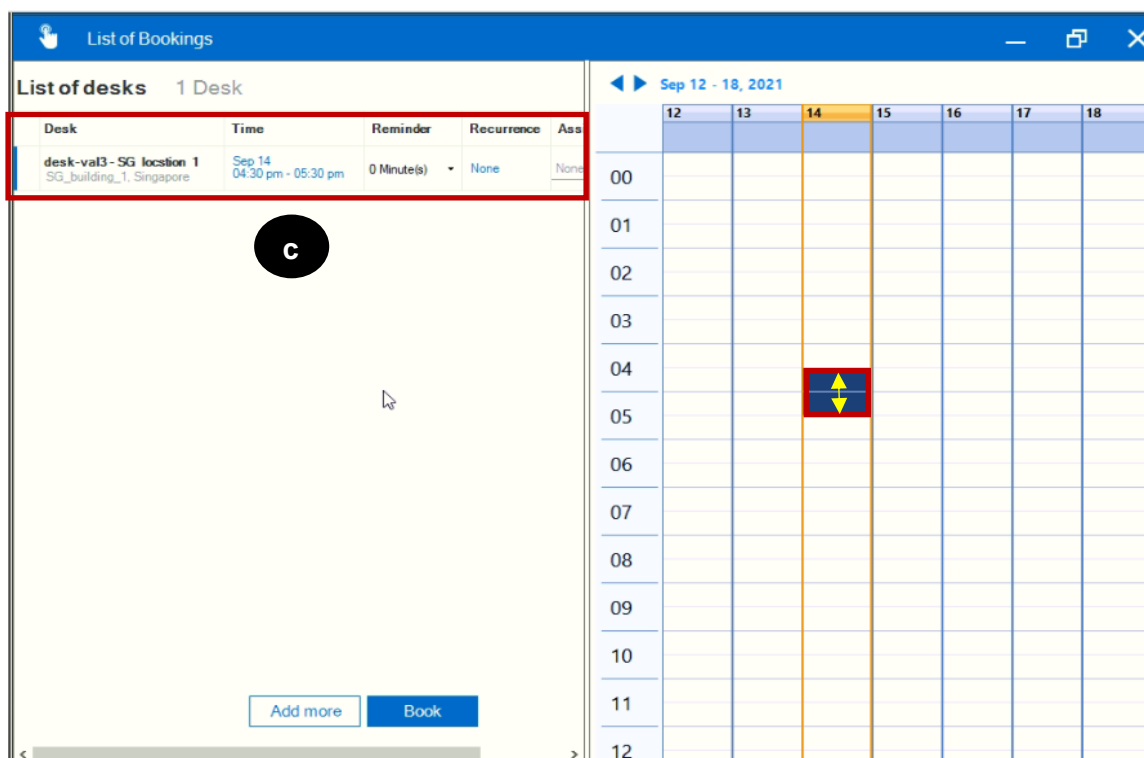 List of Bookings
List of desks 1 Desk
Desk Time Reminder Recurrence Ass
desk-val3 - SG locstion 1
SG_building_1, Singapore
Sep 14
04:30 pm - 05:30 pm
0 Minute(s)
None
None
c
Add more
Book
Sep 12 - 18, 2021
12 13 14 15 16 17 18
00
01
02
03
04
05
06
07
08
09
10
11
12